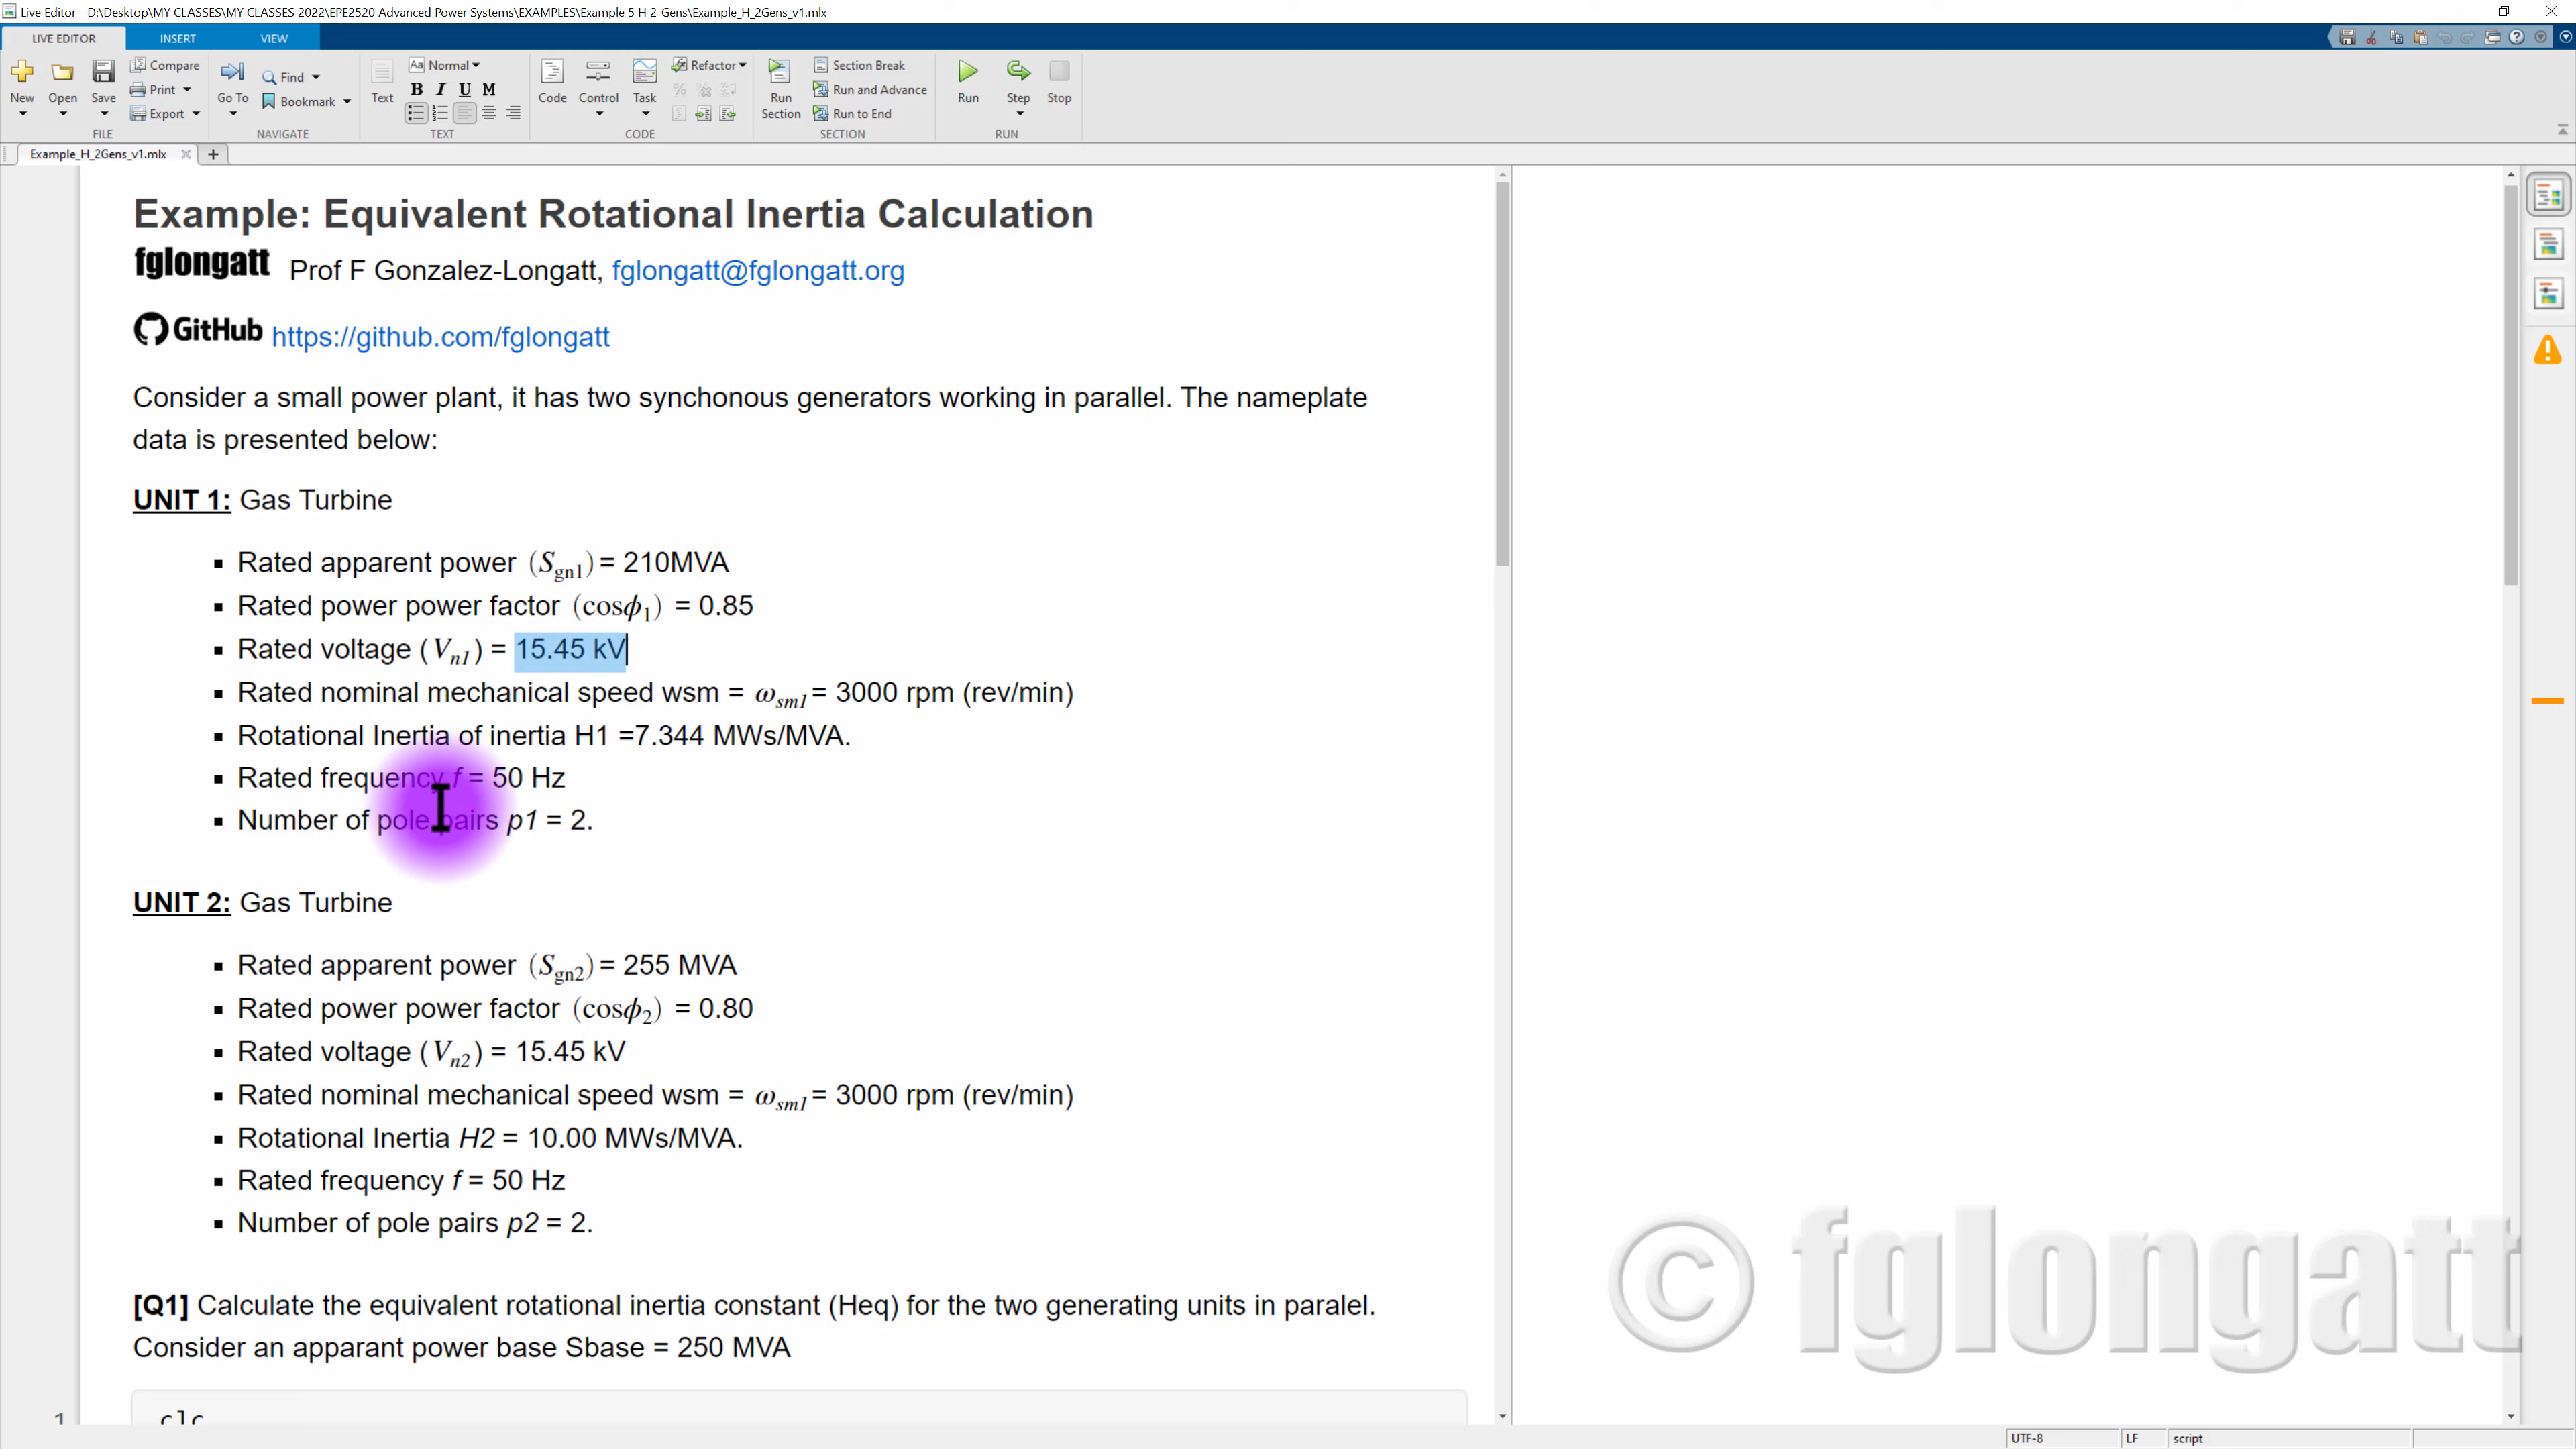 Live Editor - D:\Desktop\MY CLASSES\MY CLASSES 2022\EPE2520 Advanced Power Systems\EXAMPLES\Example 5 H 2-Gens\Example_H_2Gens_v1.mlx
LIVE EDITOR INSERT VIEW
New Open Save Compare Print Export Go To Find Bookmark Text Aa Normal B I U M Code Control Task Refactor Run Section Section Break Run and Advance Run to End Run Step Stop
FILE NAVIGATE TEXT CODE SECTION RUN
Example_H_2Gens_v1.mlx
Example: Equivalent Rotational Inertia Calculation
fglongatt Prof F Gonzalez-Longatt, fglongatt@fglongatt.org
GitHub https://github.com/fglongatt
Consider a small power plant, it has two synchonous generators working in parallel. The nameplate
data is presented below:
UNIT 1: Gas Turbine
▪ Rated apparent power (Sgn1)= 210MVA
▪ Rated power power factor (cosϕ1) = 0.85
▪ Rated voltage (Vn1) = 15.45 kV
▪ Rated nominal mechanical speed wsm = ωsm1= 3000 rpm (rev/min)
▪ Rotational Inertia of inertia H1 =7.344 MWs/MVA.
▪ Rated frequency f = 50 Hz
▪ Number of pole pairs p1 = 2.
UNIT 2: Gas Turbine
▪ Rated apparent power (Sgn2)= 255 MVA
▪ Rated power power factor (cosϕ2) = 0.80
▪ Rated voltage (Vn2) = 15.45 kV
▪ Rated nominal mechanical speed wsm = ωsm1= 3000 rpm (rev/min)
▪ Rotational Inertia H2 = 10.00 MWs/MVA.
▪ Rated frequency f = 50 Hz
▪ Number of pole pairs p2 = 2.
[Q1] Calculate the equivalent rotational inertia constant (Heq) for the two generating units in paralel.
Consider an apparant power base Sbase = 250 MVA
1 clc
© fglongatt
UTF-8 LF script